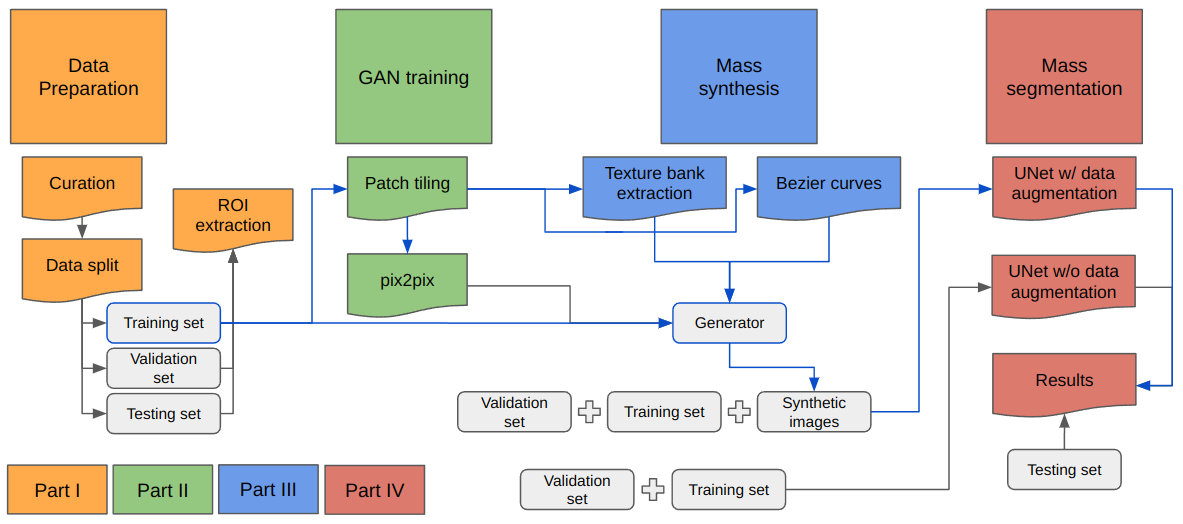 Data
Preparation
GAN training
Mass
synthesis
Mass
segmentation
Curation
Data split
ROI
extraction
Training set
Validation
set
Testing set
Patch tiling
pix2pix
Texture bank
extraction
Bezier curves
Generator
Validation
set
Training set
Synthetic
images
Validation
set
Training set
UNet w/ data
augmentation
UNet w/o data
augmentation
Results
Testing set
Part I
Part II
Part III
Part IV